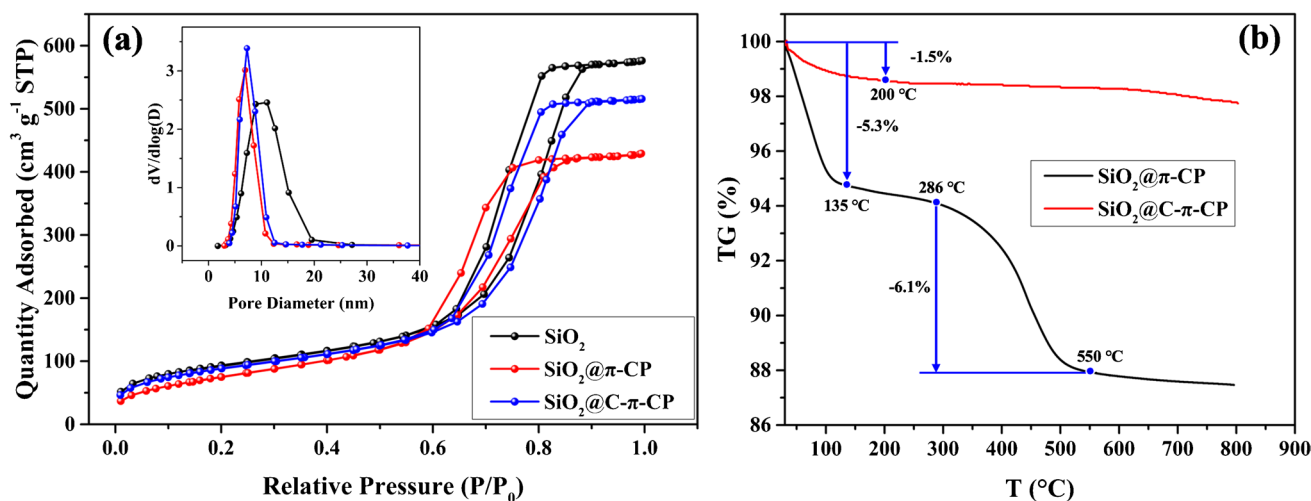 (a)
Quantity Adsorbed (cm³ g⁻¹ STP)
600
500
400
300
200
100
0
0.0 0.2 0.4 0.6 0.8 1.0
Relative Pressure (P/P₀)
dV/dlog(D)
3
2
1
0
0 10 20 30 40
Pore Diameter (nm)
SiO₂
SiO₂@π-CP
SiO₂@C-π-CP
(b)
TG (%)
100
98
96
94
92
90
88
86
100 200 300 400 500 600 700 800 900
T (°C)
-1.5%
200 °C
-5.3%
135 °C
286 °C
-6.1%
550 °C
SiO₂@π-CP
SiO₂@C-π-CP